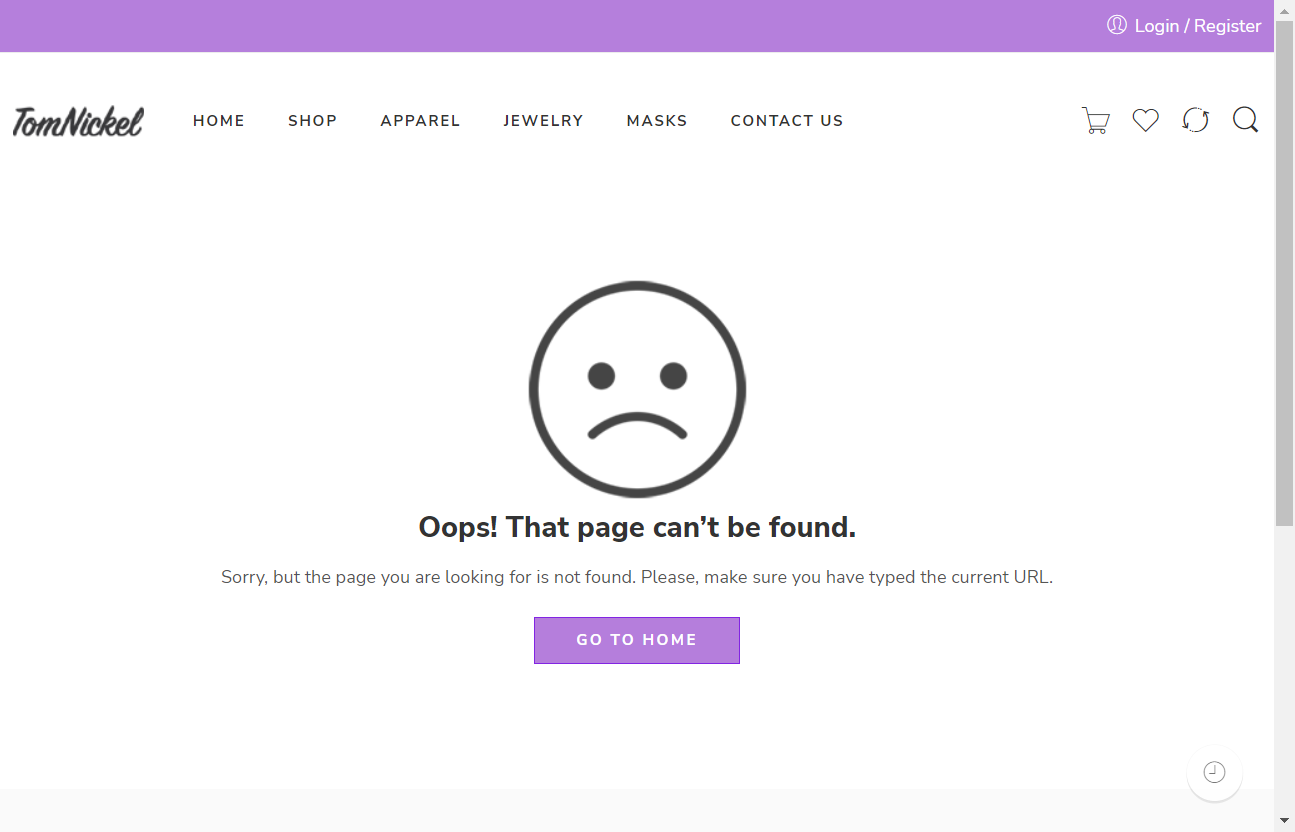 Login / Register
TomNickel
HOME SHOP APPAREL JEWELRY MASKS CONTACT US
Oops! That page can’t be found.
Sorry, but the page you are looking for is not found. Please, make sure you have typed the current URL.
GO TO HOME